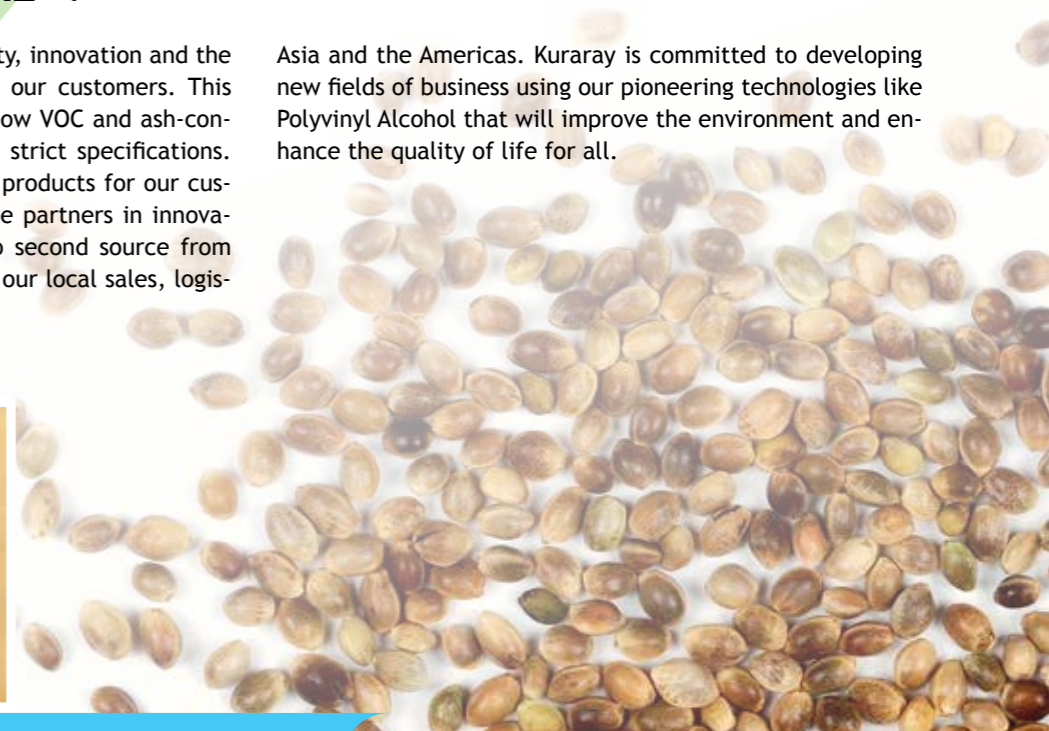 ty, innovation and the
our customers. This
ow VOC and ash-con-
strict specifications.
products for our cus-
e partners in innova-
second source from
our local sales, logis-
Asia and the Americas. Kuraray is committed to developing
new fields of business using our pioneering technologies like
Polyvinyl Alcohol that will improve the environment and en-
hance the quality of life for all.